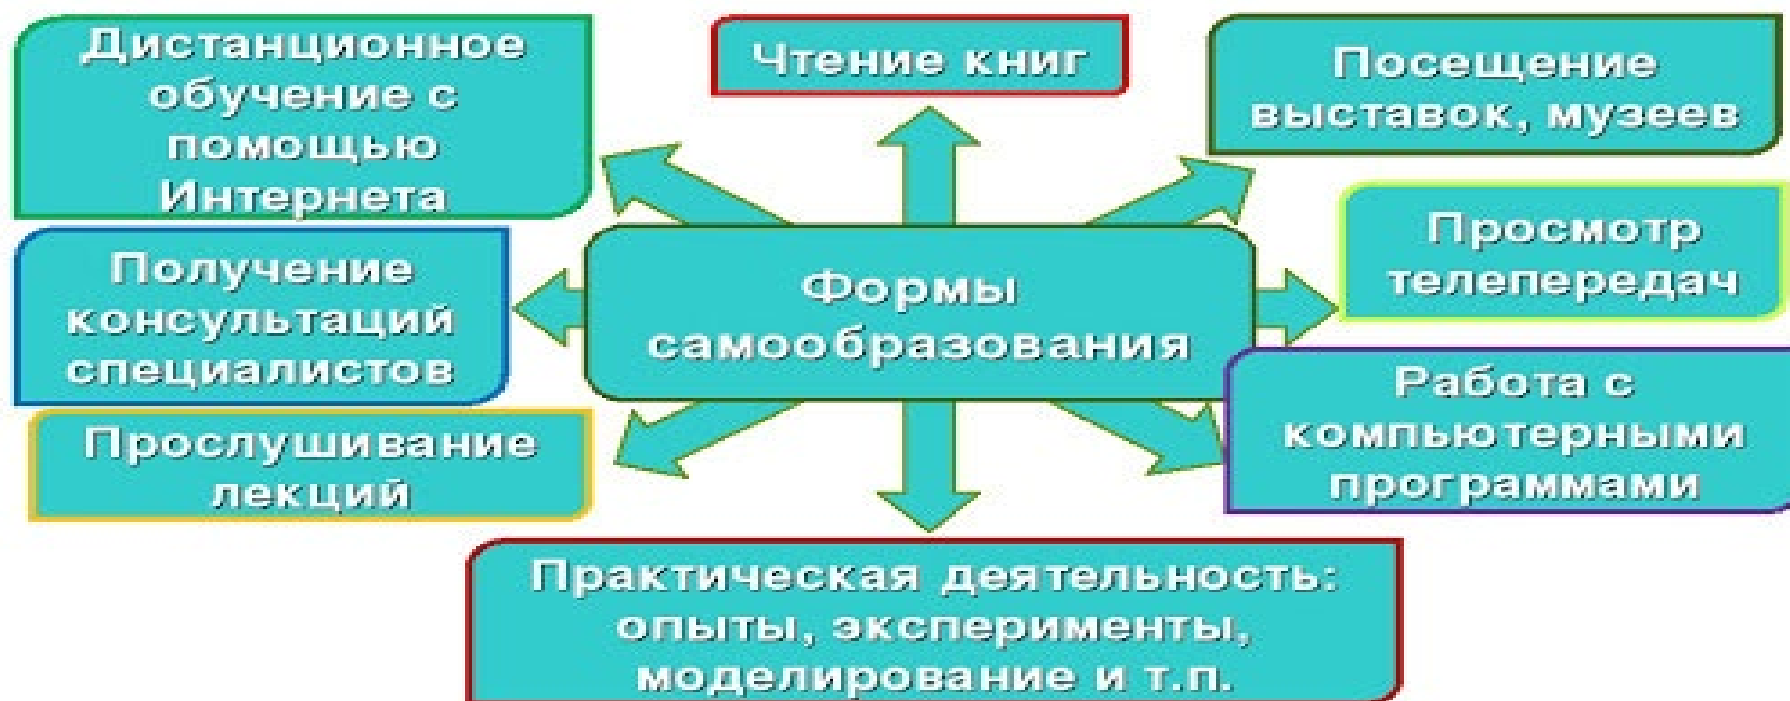 Дистанционное
обучение с
помощью
Интернета
Чтение книг
Посещение
выставок, музеев
Получение
консультаций
специалистов
Формы
самообразования
Просмотр
телепередач
Прослушивание
лекций
Работа с
компьютерными
программами
Практическая деятельность:
опыты, эксперименты,
моделирование и т.п.